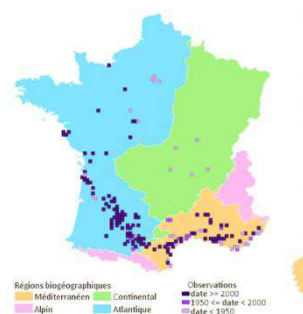 Régions biogéographiques
Méditerranéen
Continental
Alpin
Atlantique
Observations
date >= 2000
1950 <= date < 2000
date < 1950